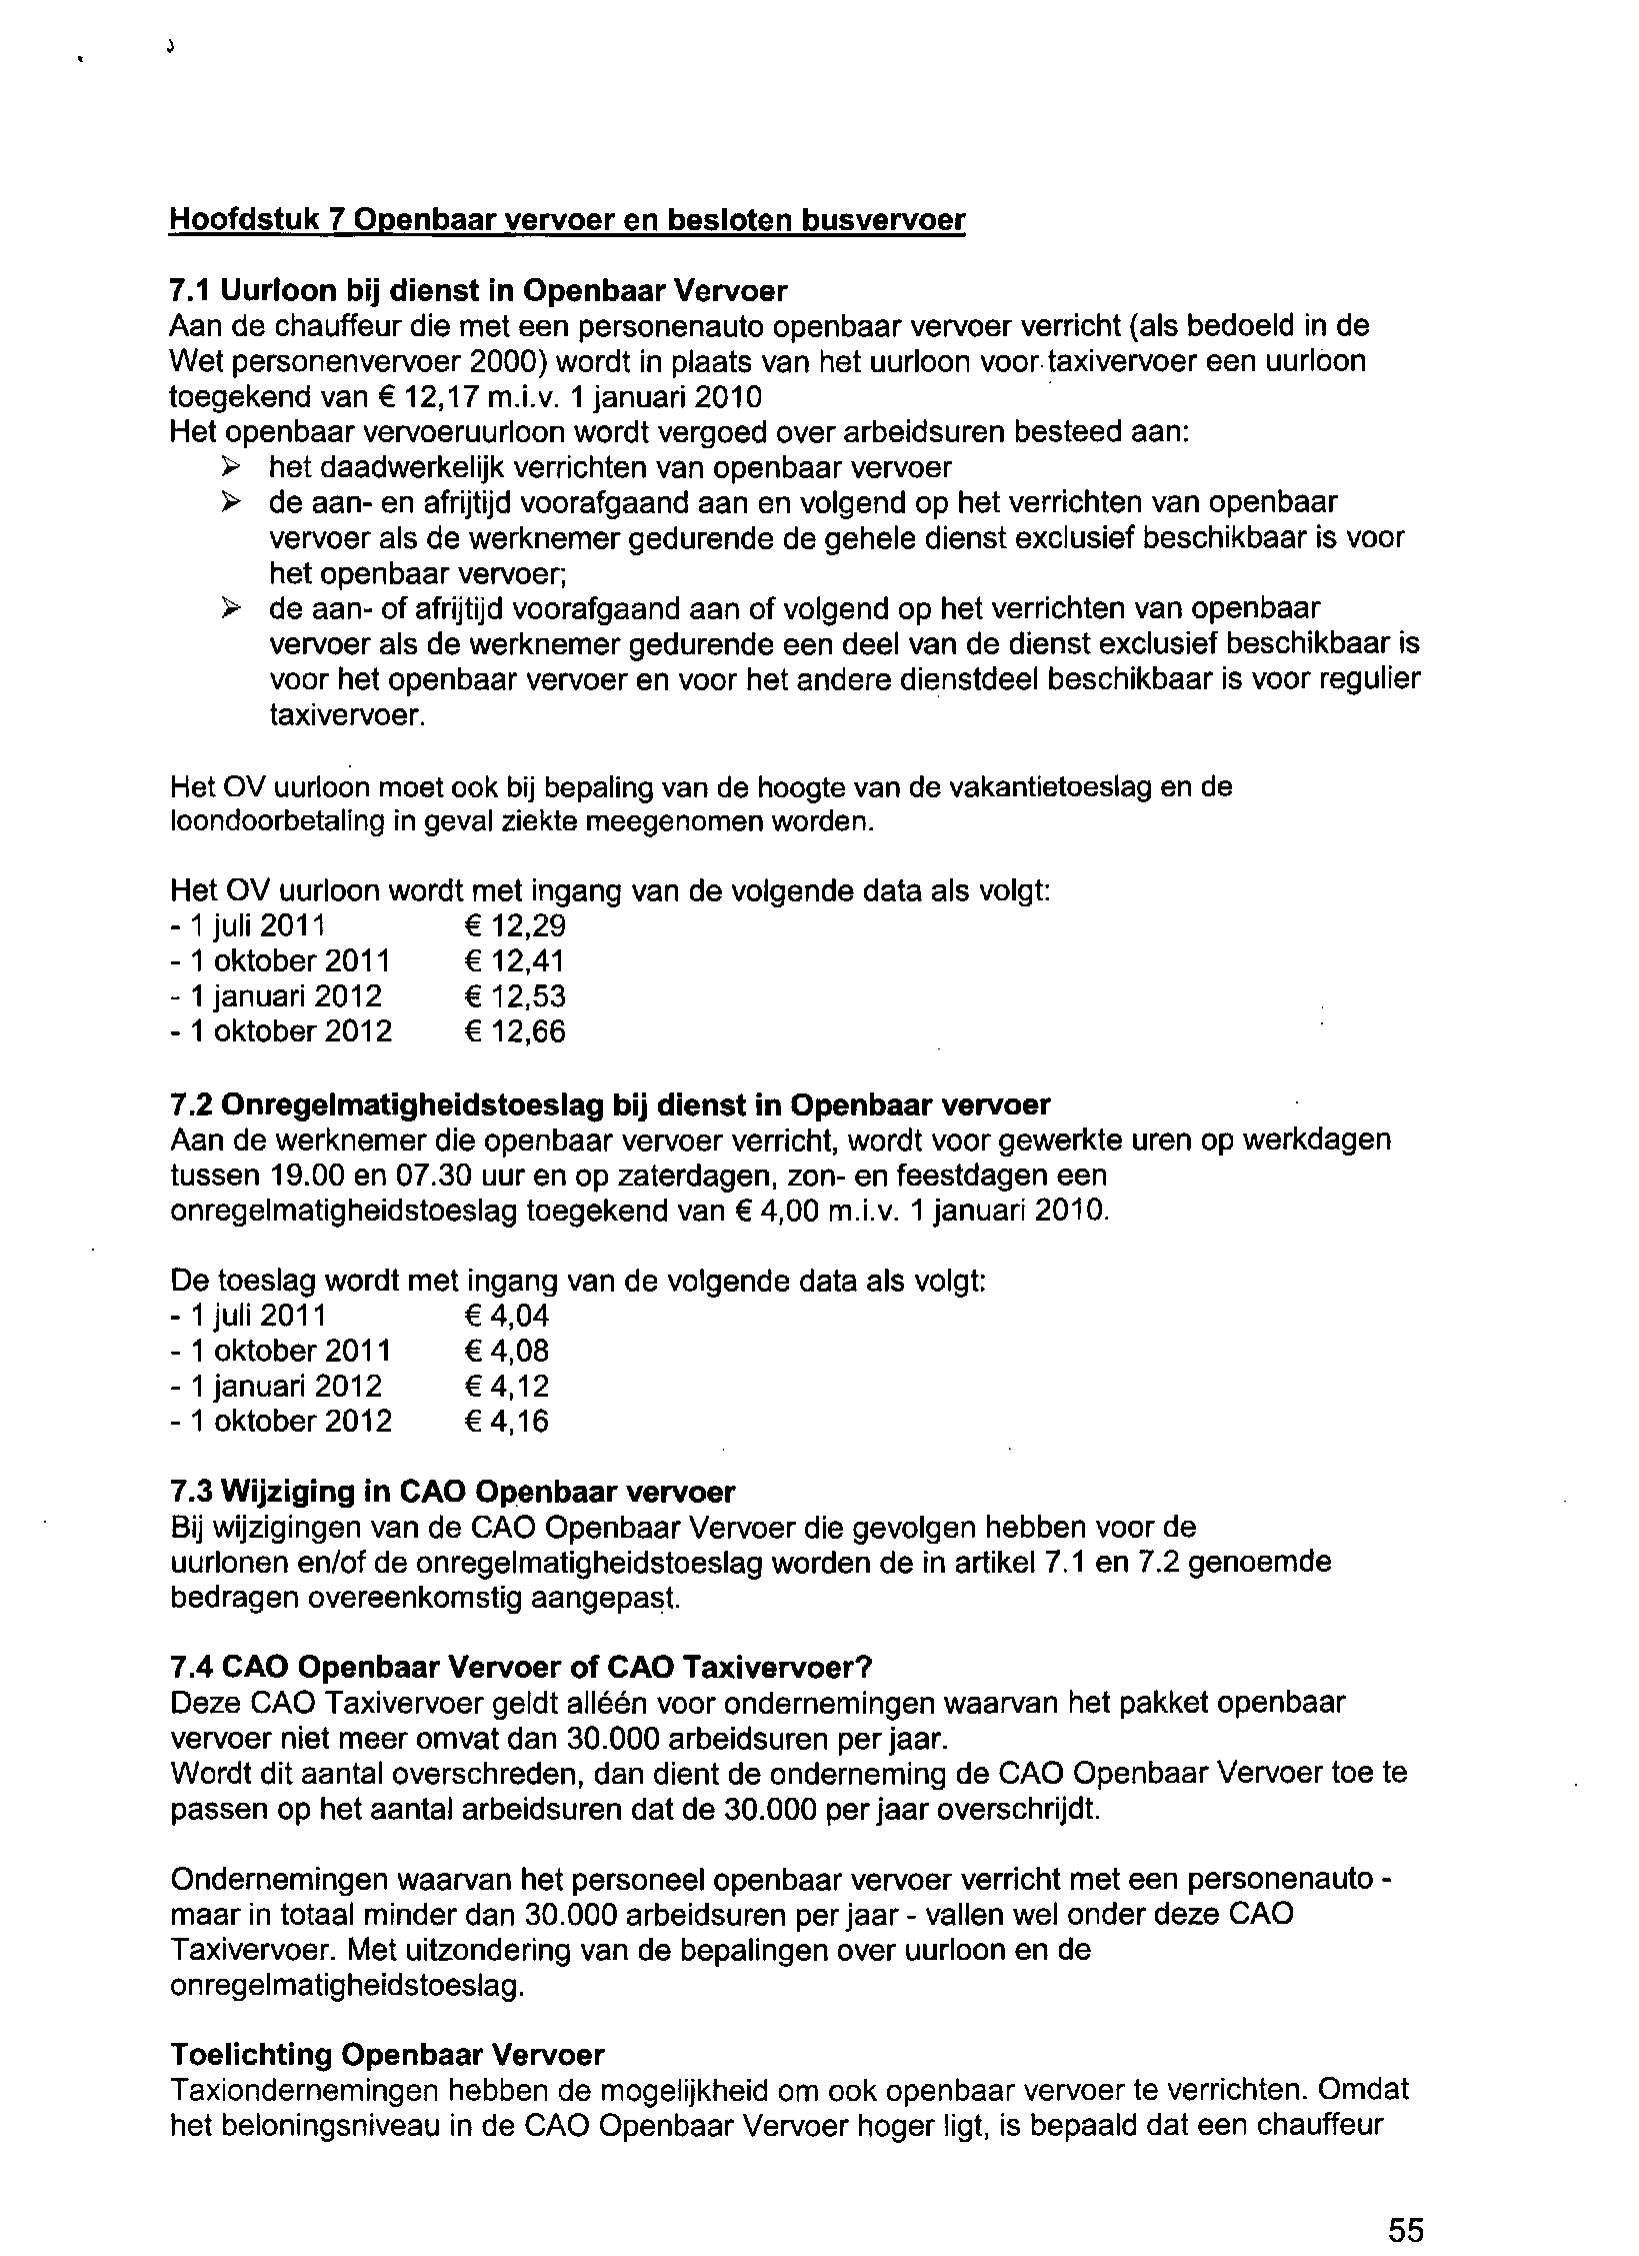 Hoofdstuk 7 Openbaar vervoer en besloten busvervoer
7.1 Uurloon bij dienst in Openbaar Vervoer
Aan de chauffeur die met een personenauto openbaar vervoer verricht (als bedoeld in de
Wet personenvervoer 2000) wordt in plaats van het uurloon voor taxivervoer een uurloon
toegekend van € 12,17 m.i.v. 1 januari 2010
Het openbaar vervoeruurloon wordt vergoed over arbeidsuren besteed aan:
➢ het daadwerkelijk verrichten van openbaar vervoer
➢ de aan- en afrijtijd voorafgaand aan en volgend op het verrichten van openbaar
vervoer als de werknemer gedurende de gehele dienst exclusief beschikbaar is voor
het openbaar vervoer;
➢ de aan- of afrijtijd voorafgaand aan of volgend op het verrichten van openbaar
vervoer als de werknemer gedurende een deel van de dienst exclusief beschikbaar is
voor het openbaar vervoer en voor het andere dienstdeel beschikbaar is voor regulier
taxivervoer.
Het OV uurloon moet ook bij bepaling van de hoogte van de vakantietoeslag en de
loondoorbetaling in geval ziekte meegenomen worden.
Het OV uurloon wordt met ingang van de volgende data als volgt:
- 1 juli 2011 € 12,29
- 1 oktober 2011 € 12,41
- 1 januari 2012 € 12,53
- 1 oktober 2012 € 12,66
7.2 Onregelmatigheidstoeslag bij dienst in Openbaar vervoer
Aan de werknemer die openbaar vervoer verricht, wordt voor gewerkte uren op werkdagen
tussen 19.00 en 07.30 uur en op zaterdagen, zon- en feestdagen een
onregelmatigheidstoeslag toegekend van € 4,00 m.i.v. 1 januari 2010.
De toeslag wordt met ingang van de volgende data als volgt:
- 1 juli 2011 € 4,04
- 1 oktober 2011 € 4,08
- 1 januari 2012 € 4,12
- 1 oktober 2012 € 4,16
7.3 Wijziging in CAO Openbaar vervoer
Bij wijzigingen van de CAO Openbaar Vervoer die gevolgen hebben voor de
uurlonen en/of de onregelmatigheidstoeslag worden de in artikel 7.1 en 7.2 genoemde
bedragen overeenkomstig aangepast.
7.4 CAO Openbaar Vervoer of CAO Taxivervoer?
Deze CAO Taxivervoer geldt alléén voor ondernemingen waarvan het pakket openbaar
vervoer niet meer omvat dan 30.000 arbeidsuren per jaar.
Wordt dit aantal overschreden, dan dient de onderneming de CAO Openbaar Vervoer toe te
passen op het aantal arbeidsuren dat de 30.000 per jaar overschrijdt.
Ondernemingen waarvan het personeel openbaar vervoer verricht met een personenauto -
maar in totaal minder dan 30.000 arbeidsuren per jaar - vallen wel onder deze CAO
Taxivervoer. Met uitzondering van de bepalingen over uurloon en de
onregelmatigheidstoeslag.
Toelichting Openbaar Vervoer
Taxiondernemingen hebben de mogelijkheid om ook openbaar vervoer te verrichten. Omdat
het beloningsniveau in de CAO Openbaar Vervoer hoger ligt, is bepaald dat een chauffeur
55